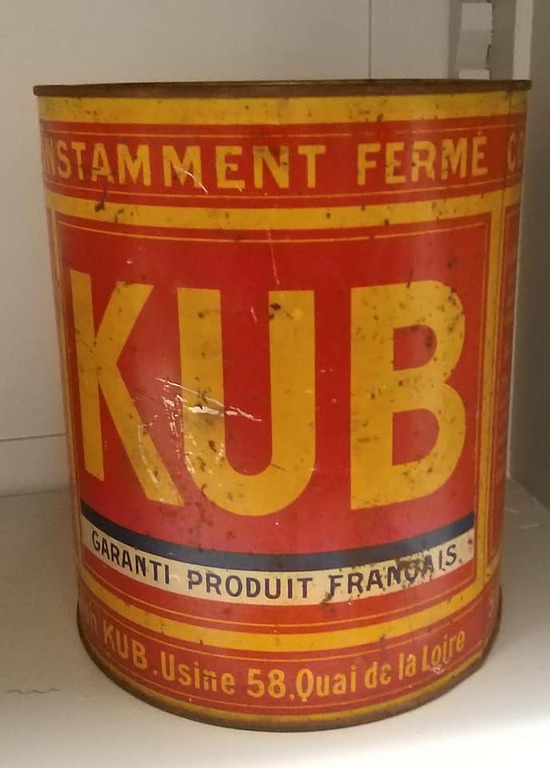 NSTAMMENT FERMÉ
KUB
GARANTI PRODUIT FRANÇAIS.
KUB.Usine 58,Quai de la Loire